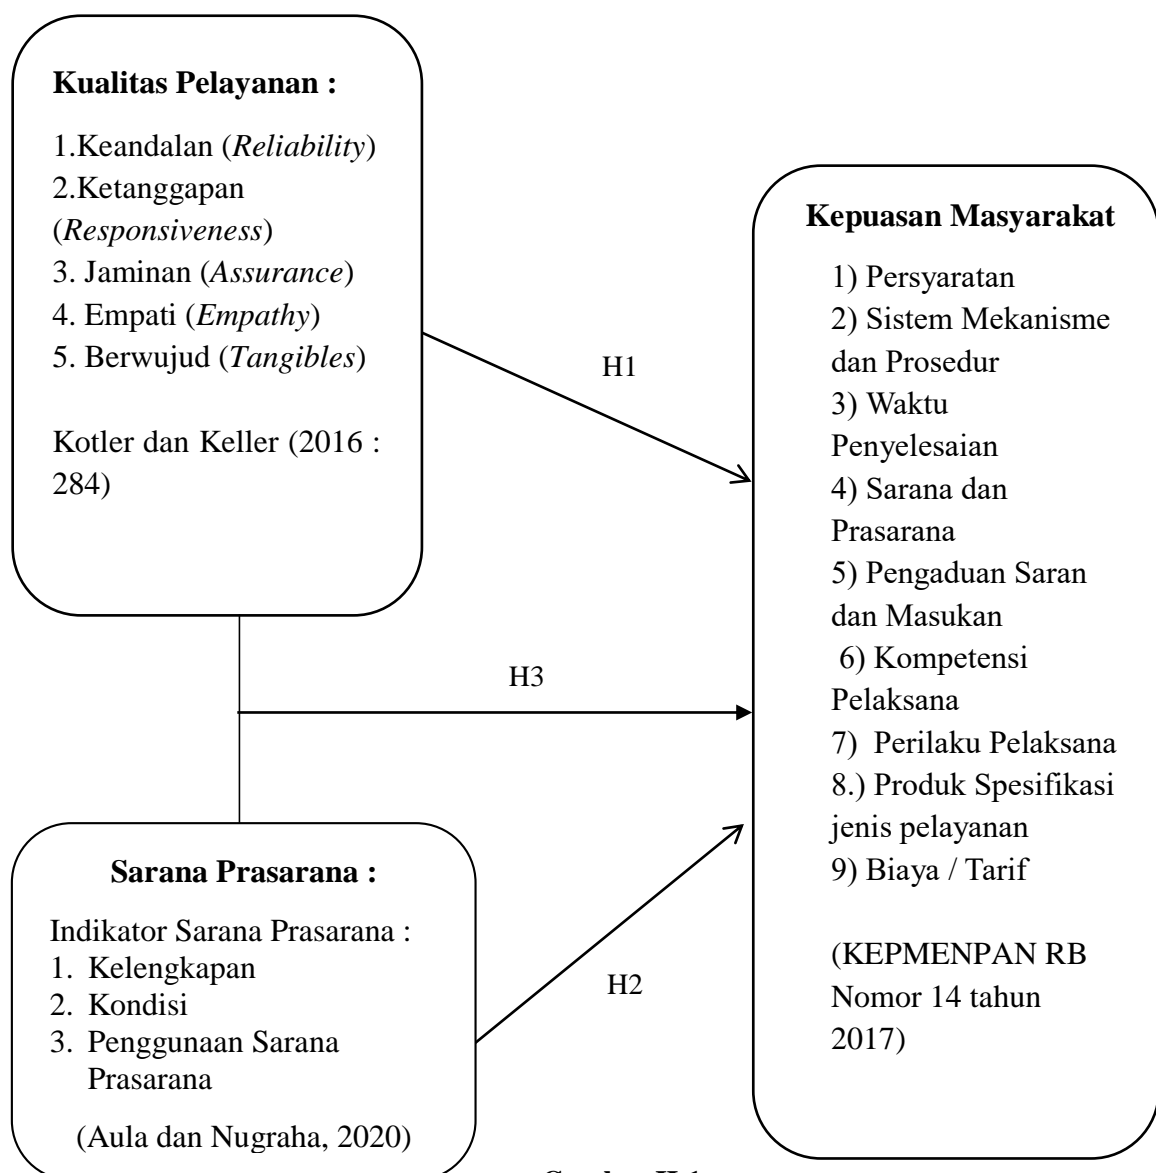 Kualitas Pelayanan :
1.Keandalan (Reliability)
2.Ketanggapan
(Responsiveness)
3. Jaminan (Assurance)
4. Empati (Empathy)
5. Berwujud (Tangibles)
Kotler dan Keller (2016 :
284)
H1
Kepuasan Masyarakat
1) Persyaratan
2) Sistem Mekanisme
dan Prosedur
3) Waktu
Penyelesaian
4) Sarana dan
Prasarana
5) Pengaduan Saran
dan Masukan
6) Kompetensi
Pelaksana
7) Perilaku Pelaksana
8.) Produk Spesifikasi
jenis pelayanan
9) Biaya / Tarif
(KEPMENPAN RB
Nomor 14 tahun
2017)
H3
Sarana Prasarana :
Indikator Sarana Prasarana :
1. Kelengkapan
2. Kondisi
3. Penggunaan Sarana
Prasarana
(Aula dan Nugraha, 2020)
H2